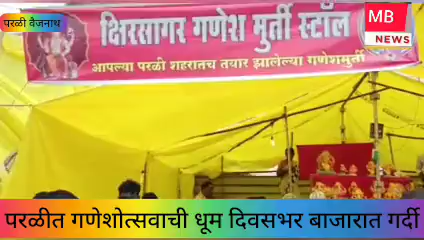 परळी वैजनाथ
MB
NEWS
क्षिरसागर गणेश मुर्ती स्टॉल
आपल्या परळी शहरातच तयार झालेल्या गणेशमुर्ती
परळीत गणेशोत्सवाची धूम दिवसभर बाजारात गर्दी